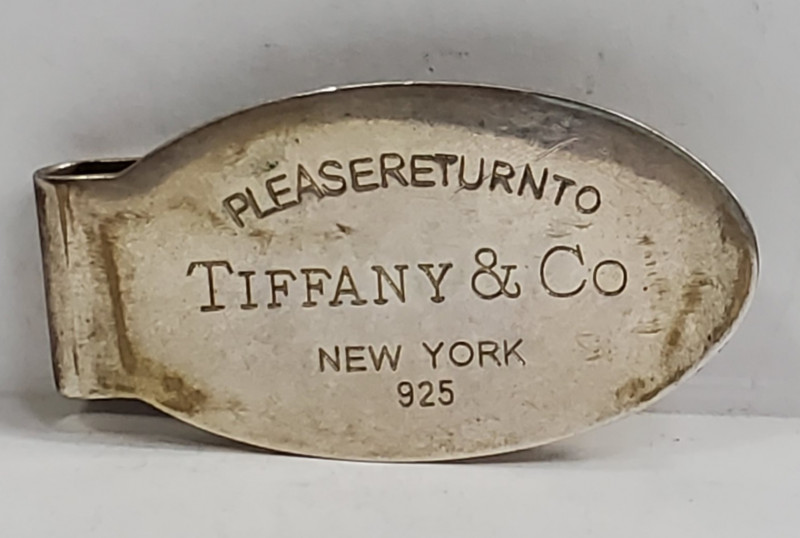 PLEASERETURNTO
TIFFANY & CO
NEW YORK
925